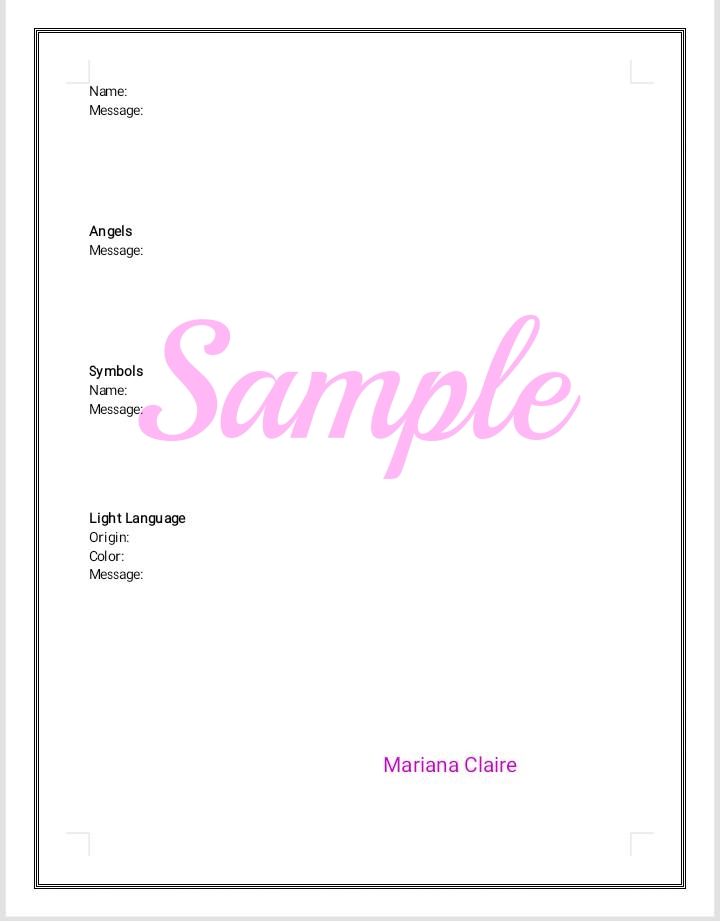 Name:
Message:
Angels
Message:
Symbols
Name:
Message:
Sample
Light Language
Origin:
Color:
Message:
Mariana Claire